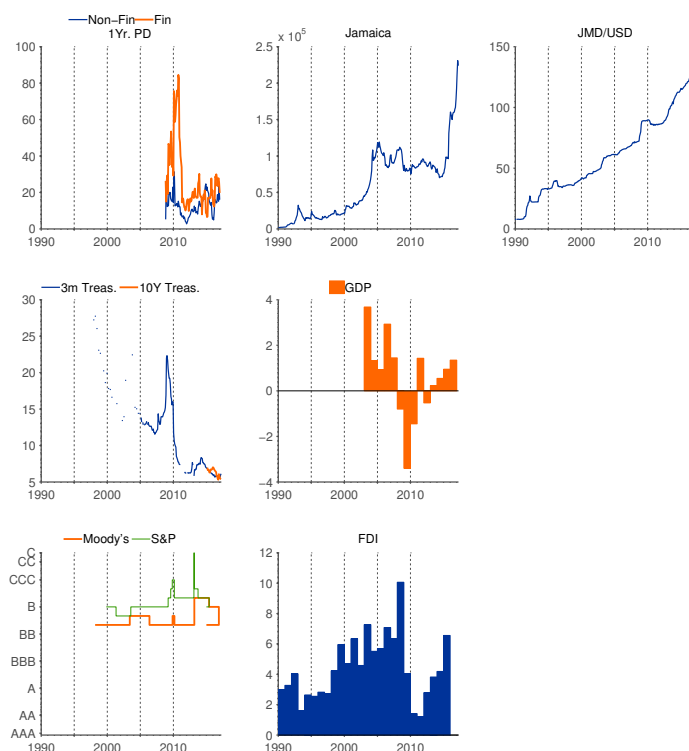 Non-Fin Fin
1Yr. PD
100
80
60
40
20
0
1990 2000 2010
Jamaica
2.5 x 10^5
2
1.5
1
0.5
0
1990 2000 2010
JMD/USD
150
100
50
0
1990 2000 2010
3m Treas. 10Y Treas.
30
25
20
15
10
5
1990 2000 2010
GDP
4
2
0
−2
−4
1990 2000 2010
Moody's S&P
C
CC
CCC
B
BB
BBB
A
AA
AAA
1990 2000 2010
FDI
12
10
8
6
4
2
0
1990 2000 2010